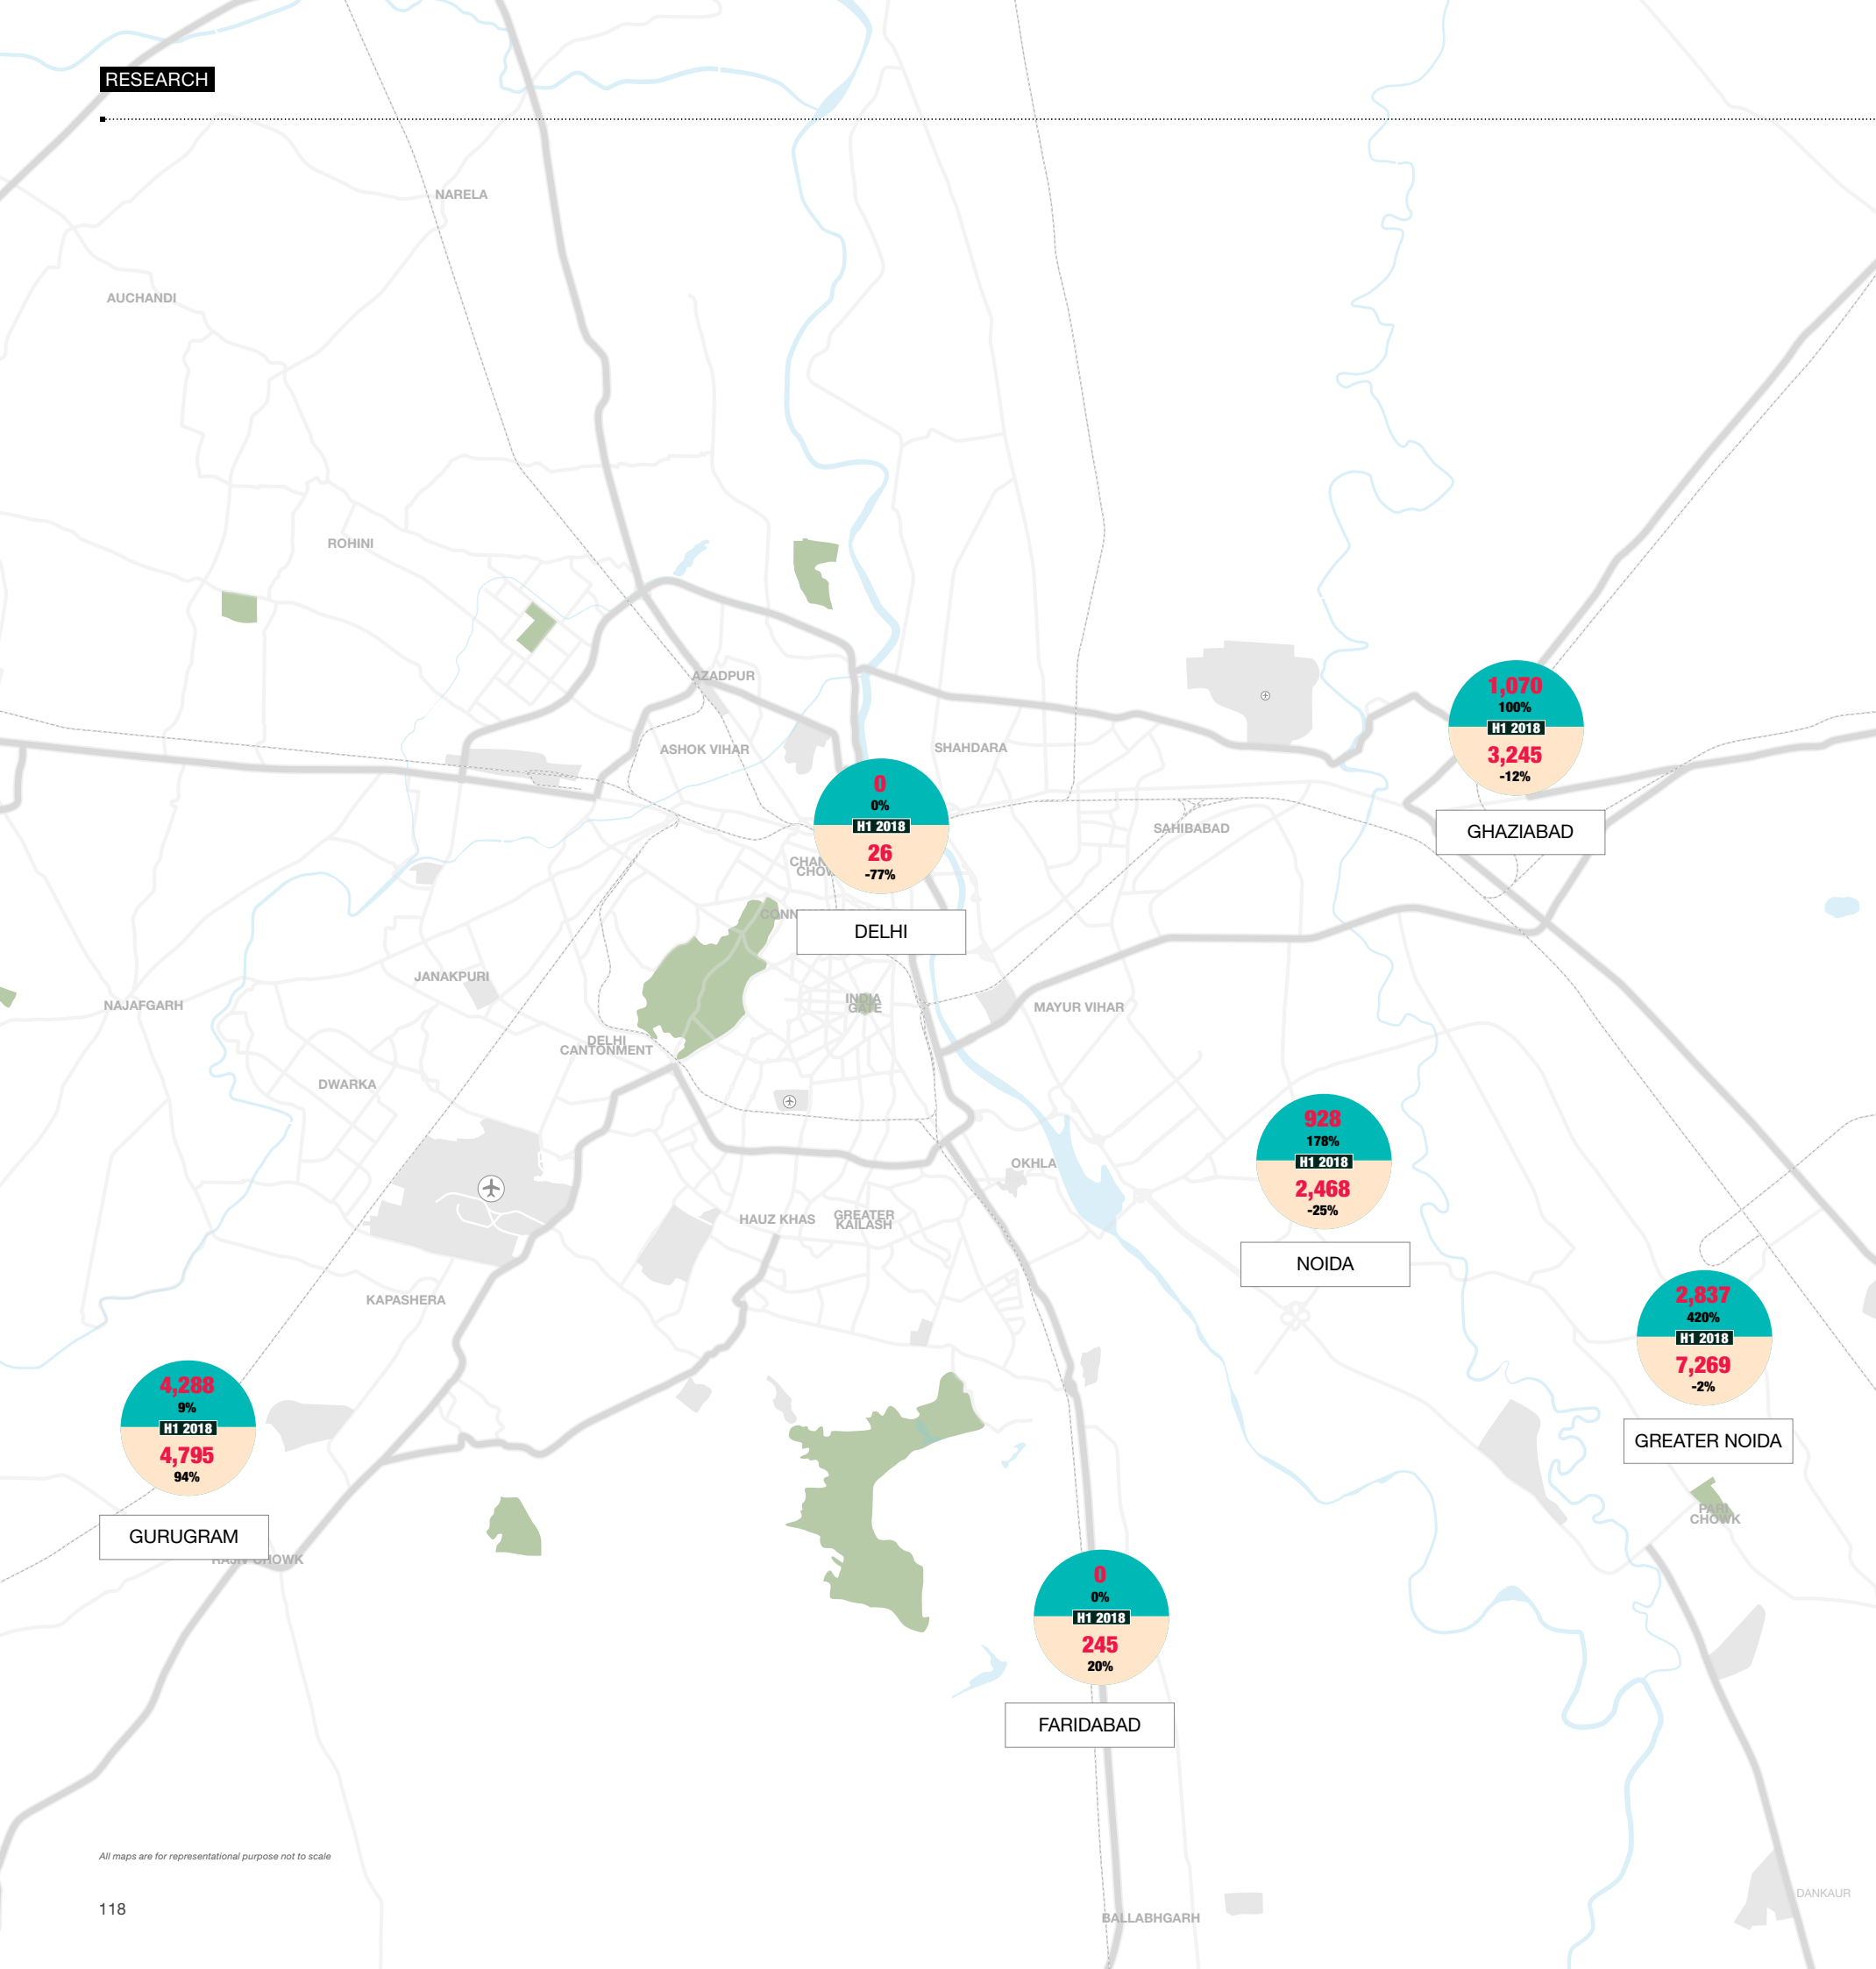 RESEARCH
NARELA
AUCHANDI
ROHINI
AZADPUR
ASHOK VIHAR
SHAHDARA
1,070
100%
H1 2018
3,245
-12%
GHAZIABAD
0
0%
H1 2018
26
-77%
DELHI
SAHIBABAD
JANAKPURI
NAJAFGARH
INDIA
GATE
MAYUR VIHAR
DELHI
CANTONMENT
DWARKA
928
178%
H1 2018
2,468
-25%
NOIDA
OKHLA
HAUZ KHAS
GREATER
KAILASH
KAPASHERA
2,837
420%
H1 2018
7,269
-2%
GREATER NOIDA
4,288
9%
H1 2018
4,795
94%
GURUGRAM
CHOWK
PARI
CHOWK
0
0%
H1 2018
245
20%
FARIDABAD
All maps are for representational purpose not to scale
118
DANKAUR
BALLABHGARH